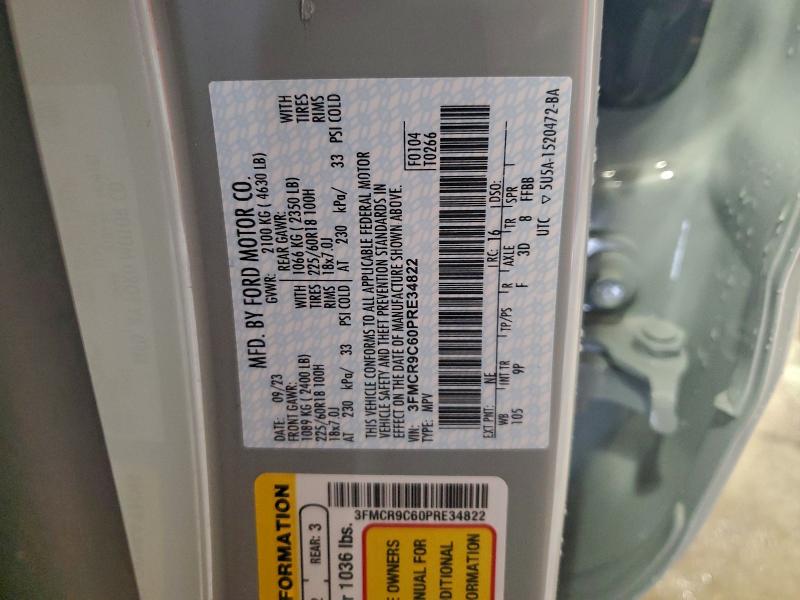 MFD. BY FORD MOTOR CO.
DATE: 09/23
GVWR: 2100 KG ( 4630 LB)
FRONT GAWR:
1089 KG ( 2400 LB)
225/60R18 100H
18x7.0J
AT 230 kPa/ 33 PSI COLD
REAR GAWR:
WITH 1066 KG ( 2350 LB) WITH
TIRES 225/60R18 100H TIRES
RIMS 18x7.0J RIMS
AT 230 kPa/ 33 PSI COLD
THIS VEHICLE CONFORMS TO ALL APPLICABLE FEDERAL MOTOR
VEHICLE SAFETY AND THEFT PREVENTION STANDARDS IN
EFFECT ON THE DATE OF MANUFACTURE SHOWN ABOVE.
VIN: 3FMCR9C60PRE34822
TYPE: MPV
F0104
T0266
EXT PNT: NE RC: 16 DSO:
WB INT TR TP/PS R AXLE TR SPR
105 9P F 3D 8 FFBB
UTC ▽ 5U5A-1520472-BA
FORMATION
REAR: 3
r 1036 lbs.
3FMCR9C60PRE34822
E OWNERS
NUAL FOR
DITIONAL
ORMATION